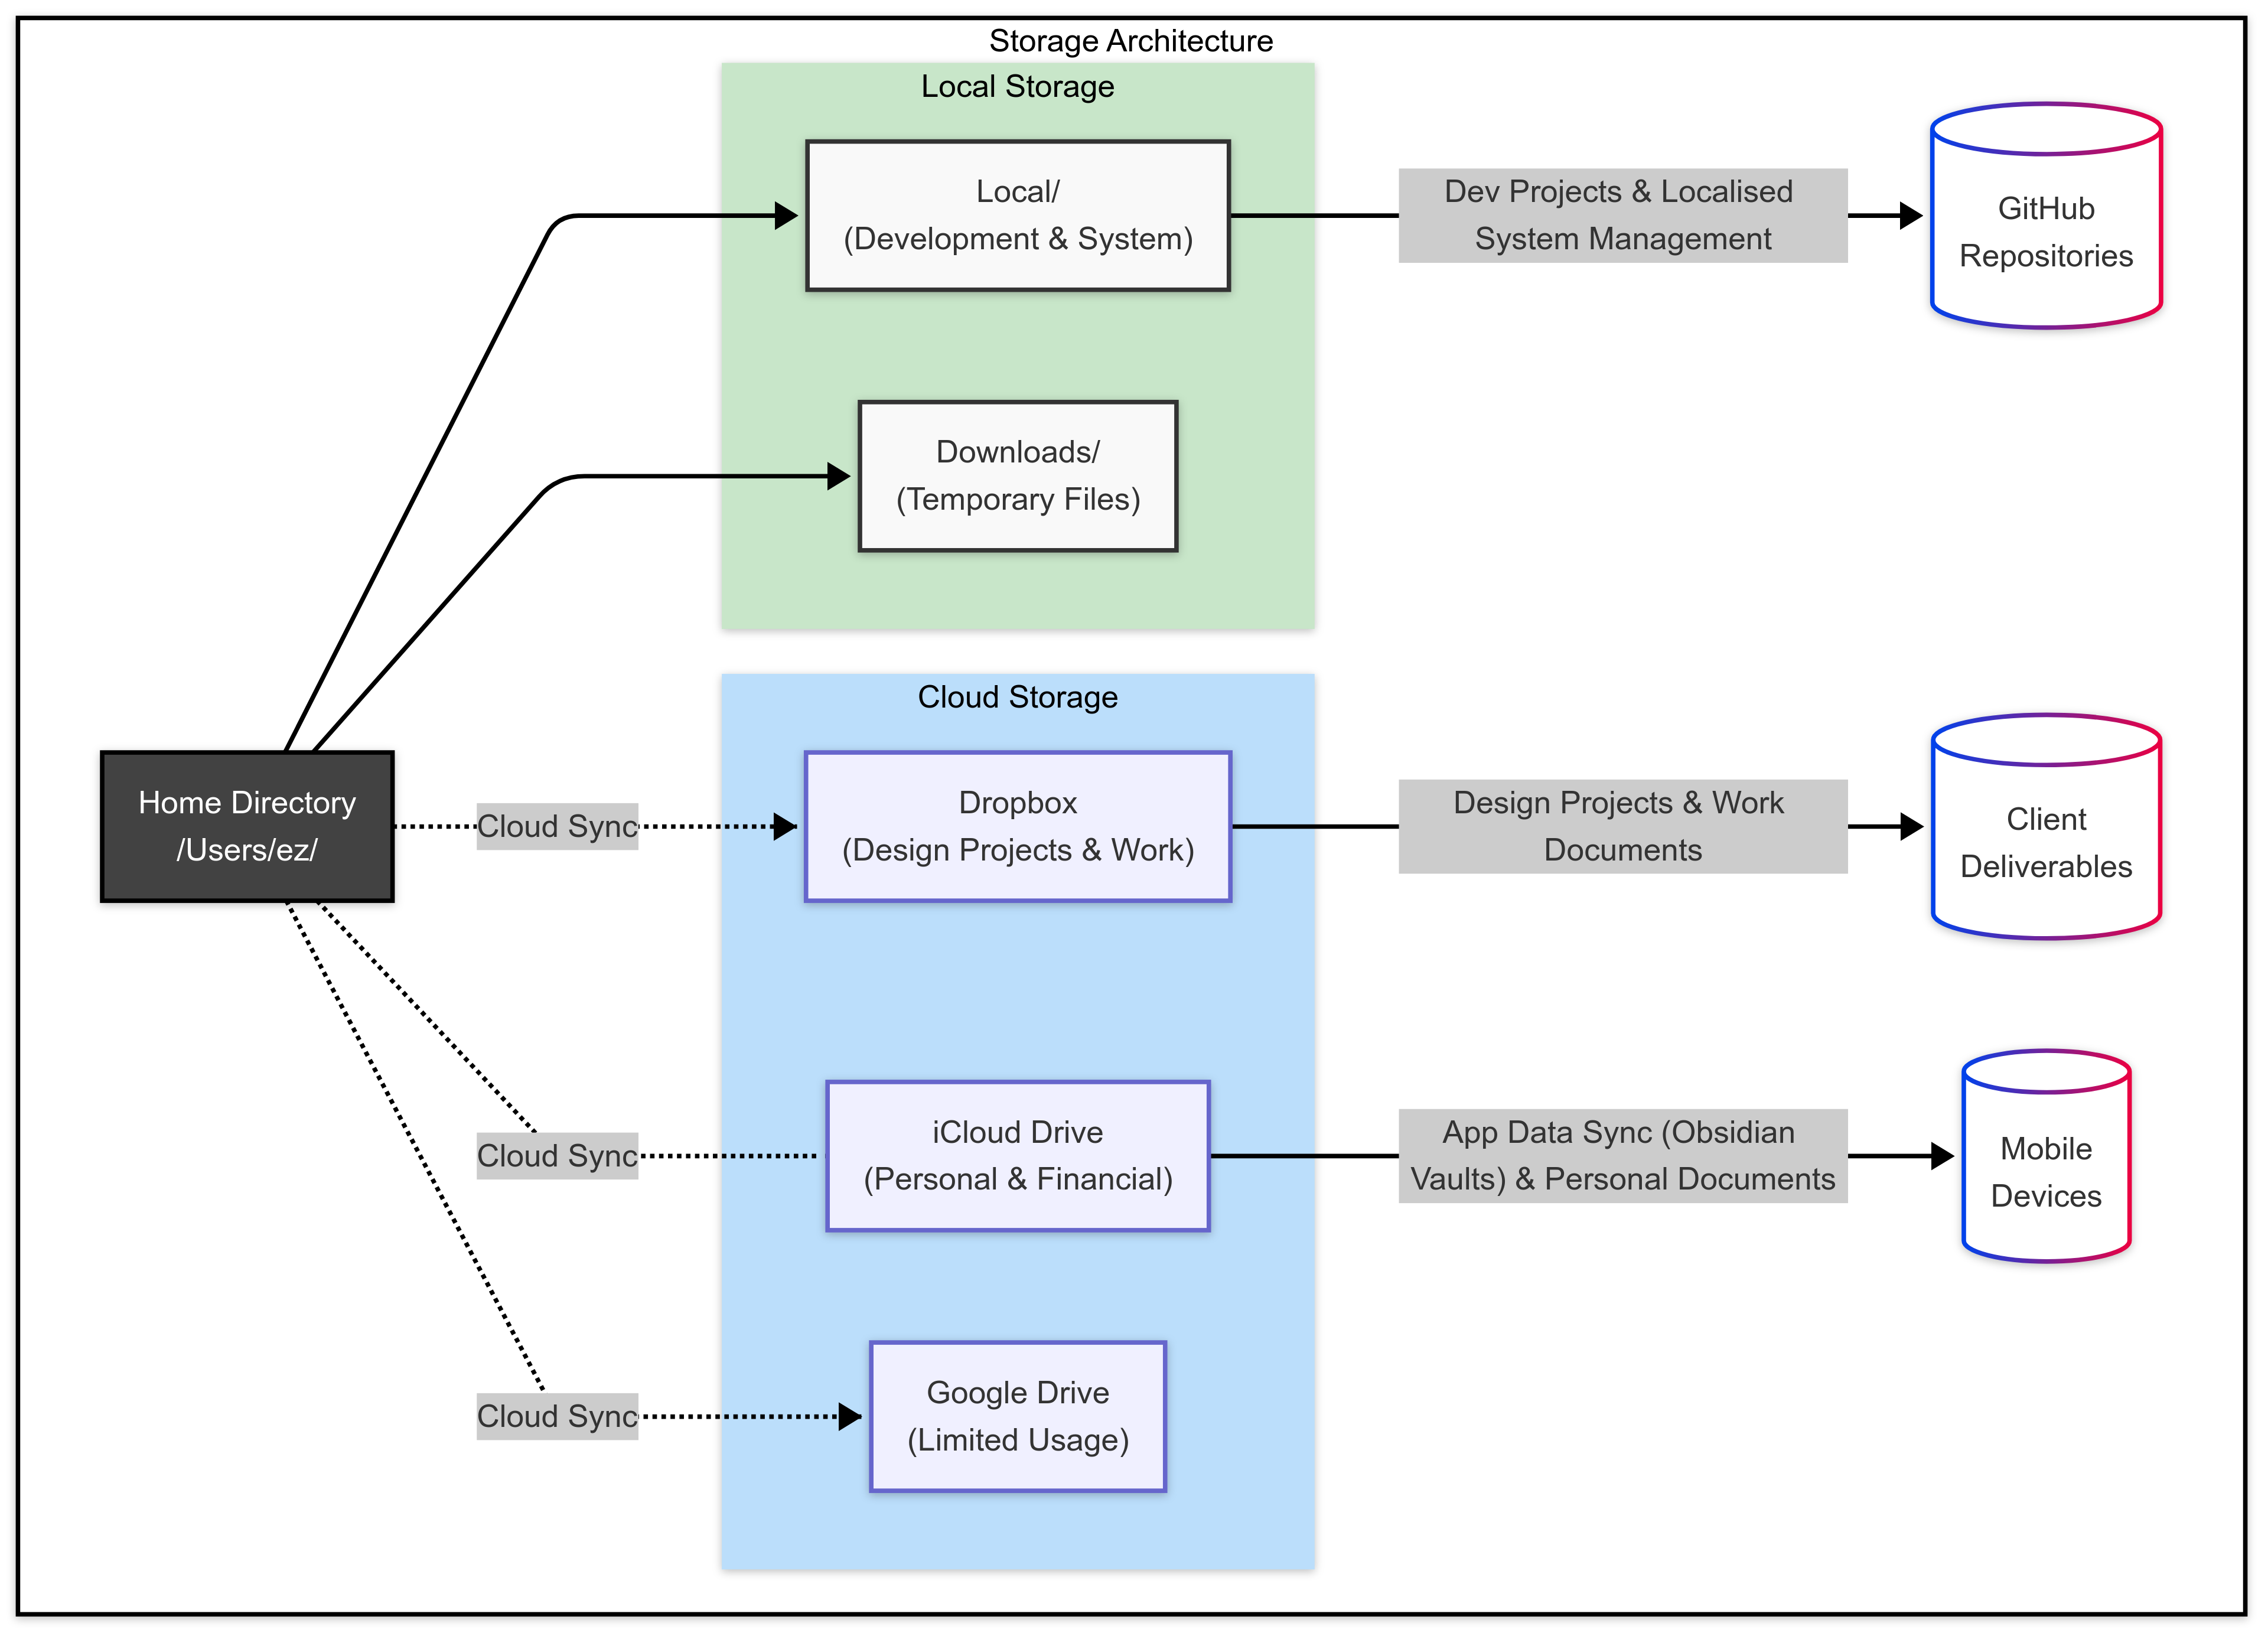 Storage Architecture
Local Storage
Local/
(Development & System)
Dev Projects & Localised
System Management
GitHub
Repositories
Downloads/
(Temporary Files)
Cloud Storage
Home Directory
/Users/ez/
Cloud Sync
Dropbox
(Design Projects & Work)
Design Projects & Work
Documents
Client
Deliverables
Cloud Sync
iCloud Drive
(Personal & Financial)
App Data Sync (Obsidian
Vaults) & Personal Documents
Mobile
Devices
Cloud Sync
Google Drive
(Limited Usage)